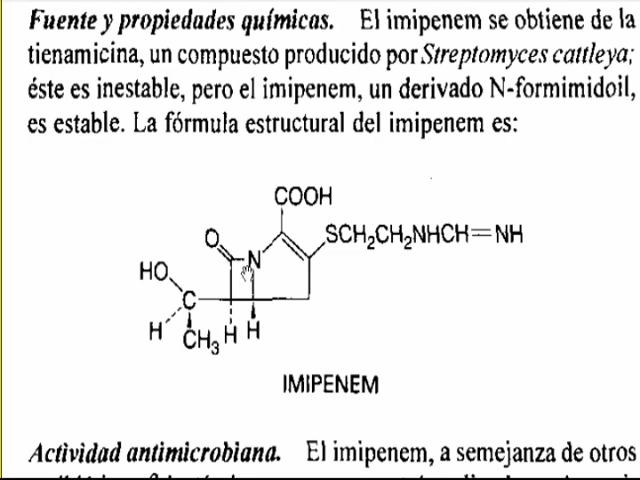 Fuente y propiedades químicas. El imipenem se obtiene de la
tienamicina, un compuesto producido por Streptomyces cattleya;
éste es inestable, pero el imipenem, un derivado N-formimidoil,
es estable. La fórmula estructural del imipenem es:
COOH
O
N
SCH2CH2NHCH=NH
HO
C
H
CH3
H
H
IMIPENEM
Actividad antimicrobiana. El imipenem, a semejanza de otros